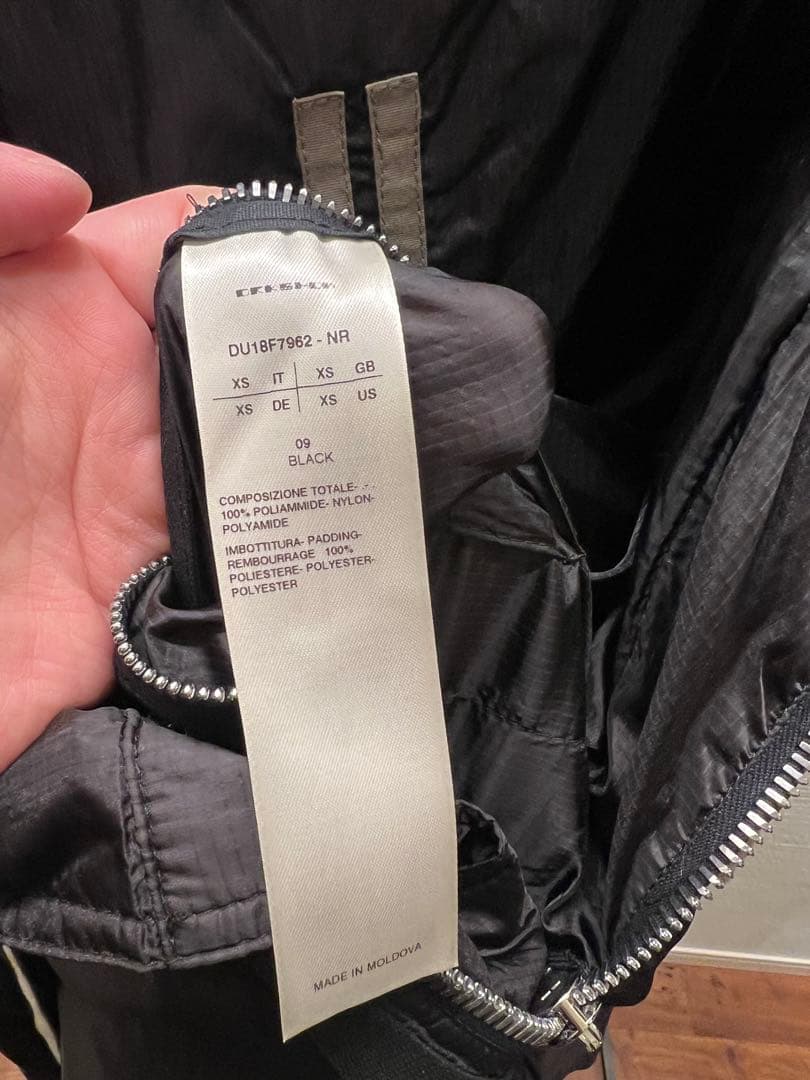 DRKSHDW
DU18F7962 - NR
XS IT XS GB
XS DE XS US
09
BLACK
COMPOSIZIONE TOTALE- .- .
100% POLIAMMIDE- NYLON-
POLYAMIDE
IMBOTTITURA- PADDING-
REMBOURRAGE 100%
POLIESTERE- POLYESTER-
POLYESTER
MADE IN MOLDOVA